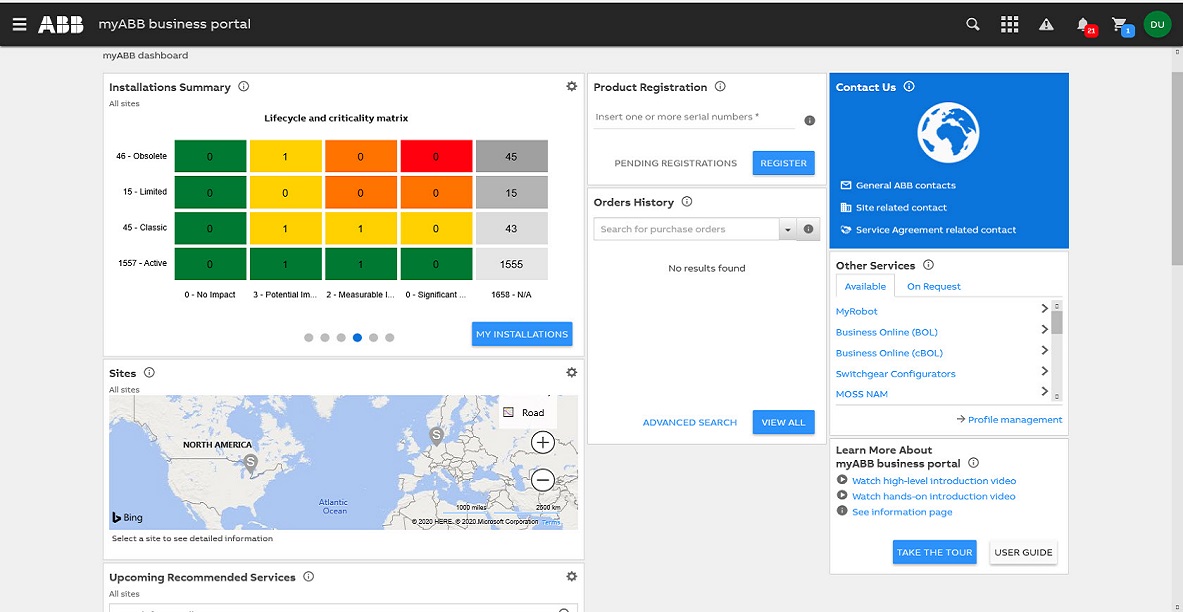 ABB myABB business portal
21
1
DU
myABB dashboard
Installations Summary
All sites
Lifecycle and criticality matrix
46 - Obsolete 0 1 0 0 45
15 - Limited 0 0 0 0 15
45 - Classic 0 1 1 0 43
1557 - Active 0 1 1 0 1555
0 - No Impact 3 - Potential Im... 2 - Measurable I... 0 - Significant ... 1658 - N/A
MY INSTALLATIONS
Sites
All sites
Road
NORTH AMERICA
S
S
Atlantic
Ocean
1000 miles 2500 km
Bing
© 2020 HERE, © 2020 Microsoft Corporation Terms
Select a site to see detailed information
Upcoming Recommended Services
All sites
Product Registration
Insert one or more serial numbers *
PENDING REGISTRATIONS REGISTER
Orders History
Search for purchase orders
No results found
ADVANCED SEARCH VIEW ALL
Contact Us
General ABB contacts
Site related contact
Service Agreement related contact
Other Services
Available On Request
MyRobot
Business Online (BOL)
Business Online (cBOL)
Switchgear Configurators
MOSS NAM
Profile management
Learn More About
myABB business portal
Watch high-level introduction video
Watch hands-on introduction video
See information page
TAKE THE TOUR USER GUIDE